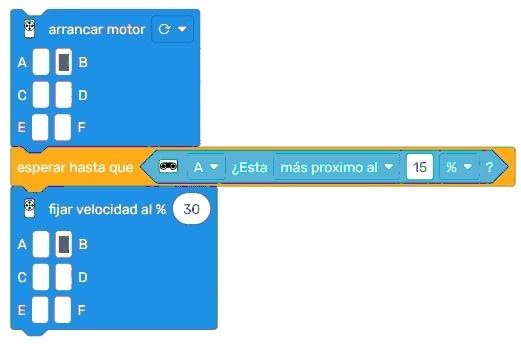 arrancar motor
A B
C D
E F
esperar hasta que A ¿Esta más proximo al 15 % ?
fijar velocidad al % 30
A B
C D
E F